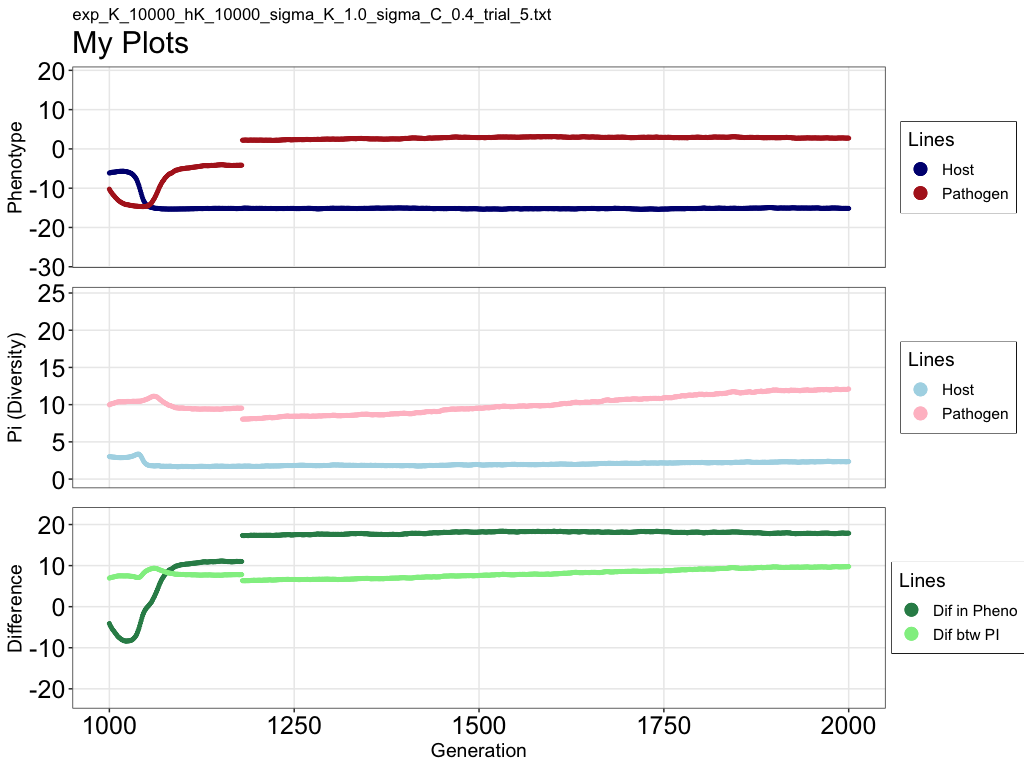 exp_K_10000_hK_10000_sigma_K_1.0_sigma_C_0.4_trial_5.txt
My Plots
Phenotype
20
10
0
-10
-20
-30
Lines
Host
Pathogen
Pi (Diversity)
25
20
15
10
5
0
Lines
Host
Pathogen
Difference
20
10
0
-10
-20
Lines
Dif in Pheno
Dif btw PI
1000
1250
1500
1750
2000
Generation